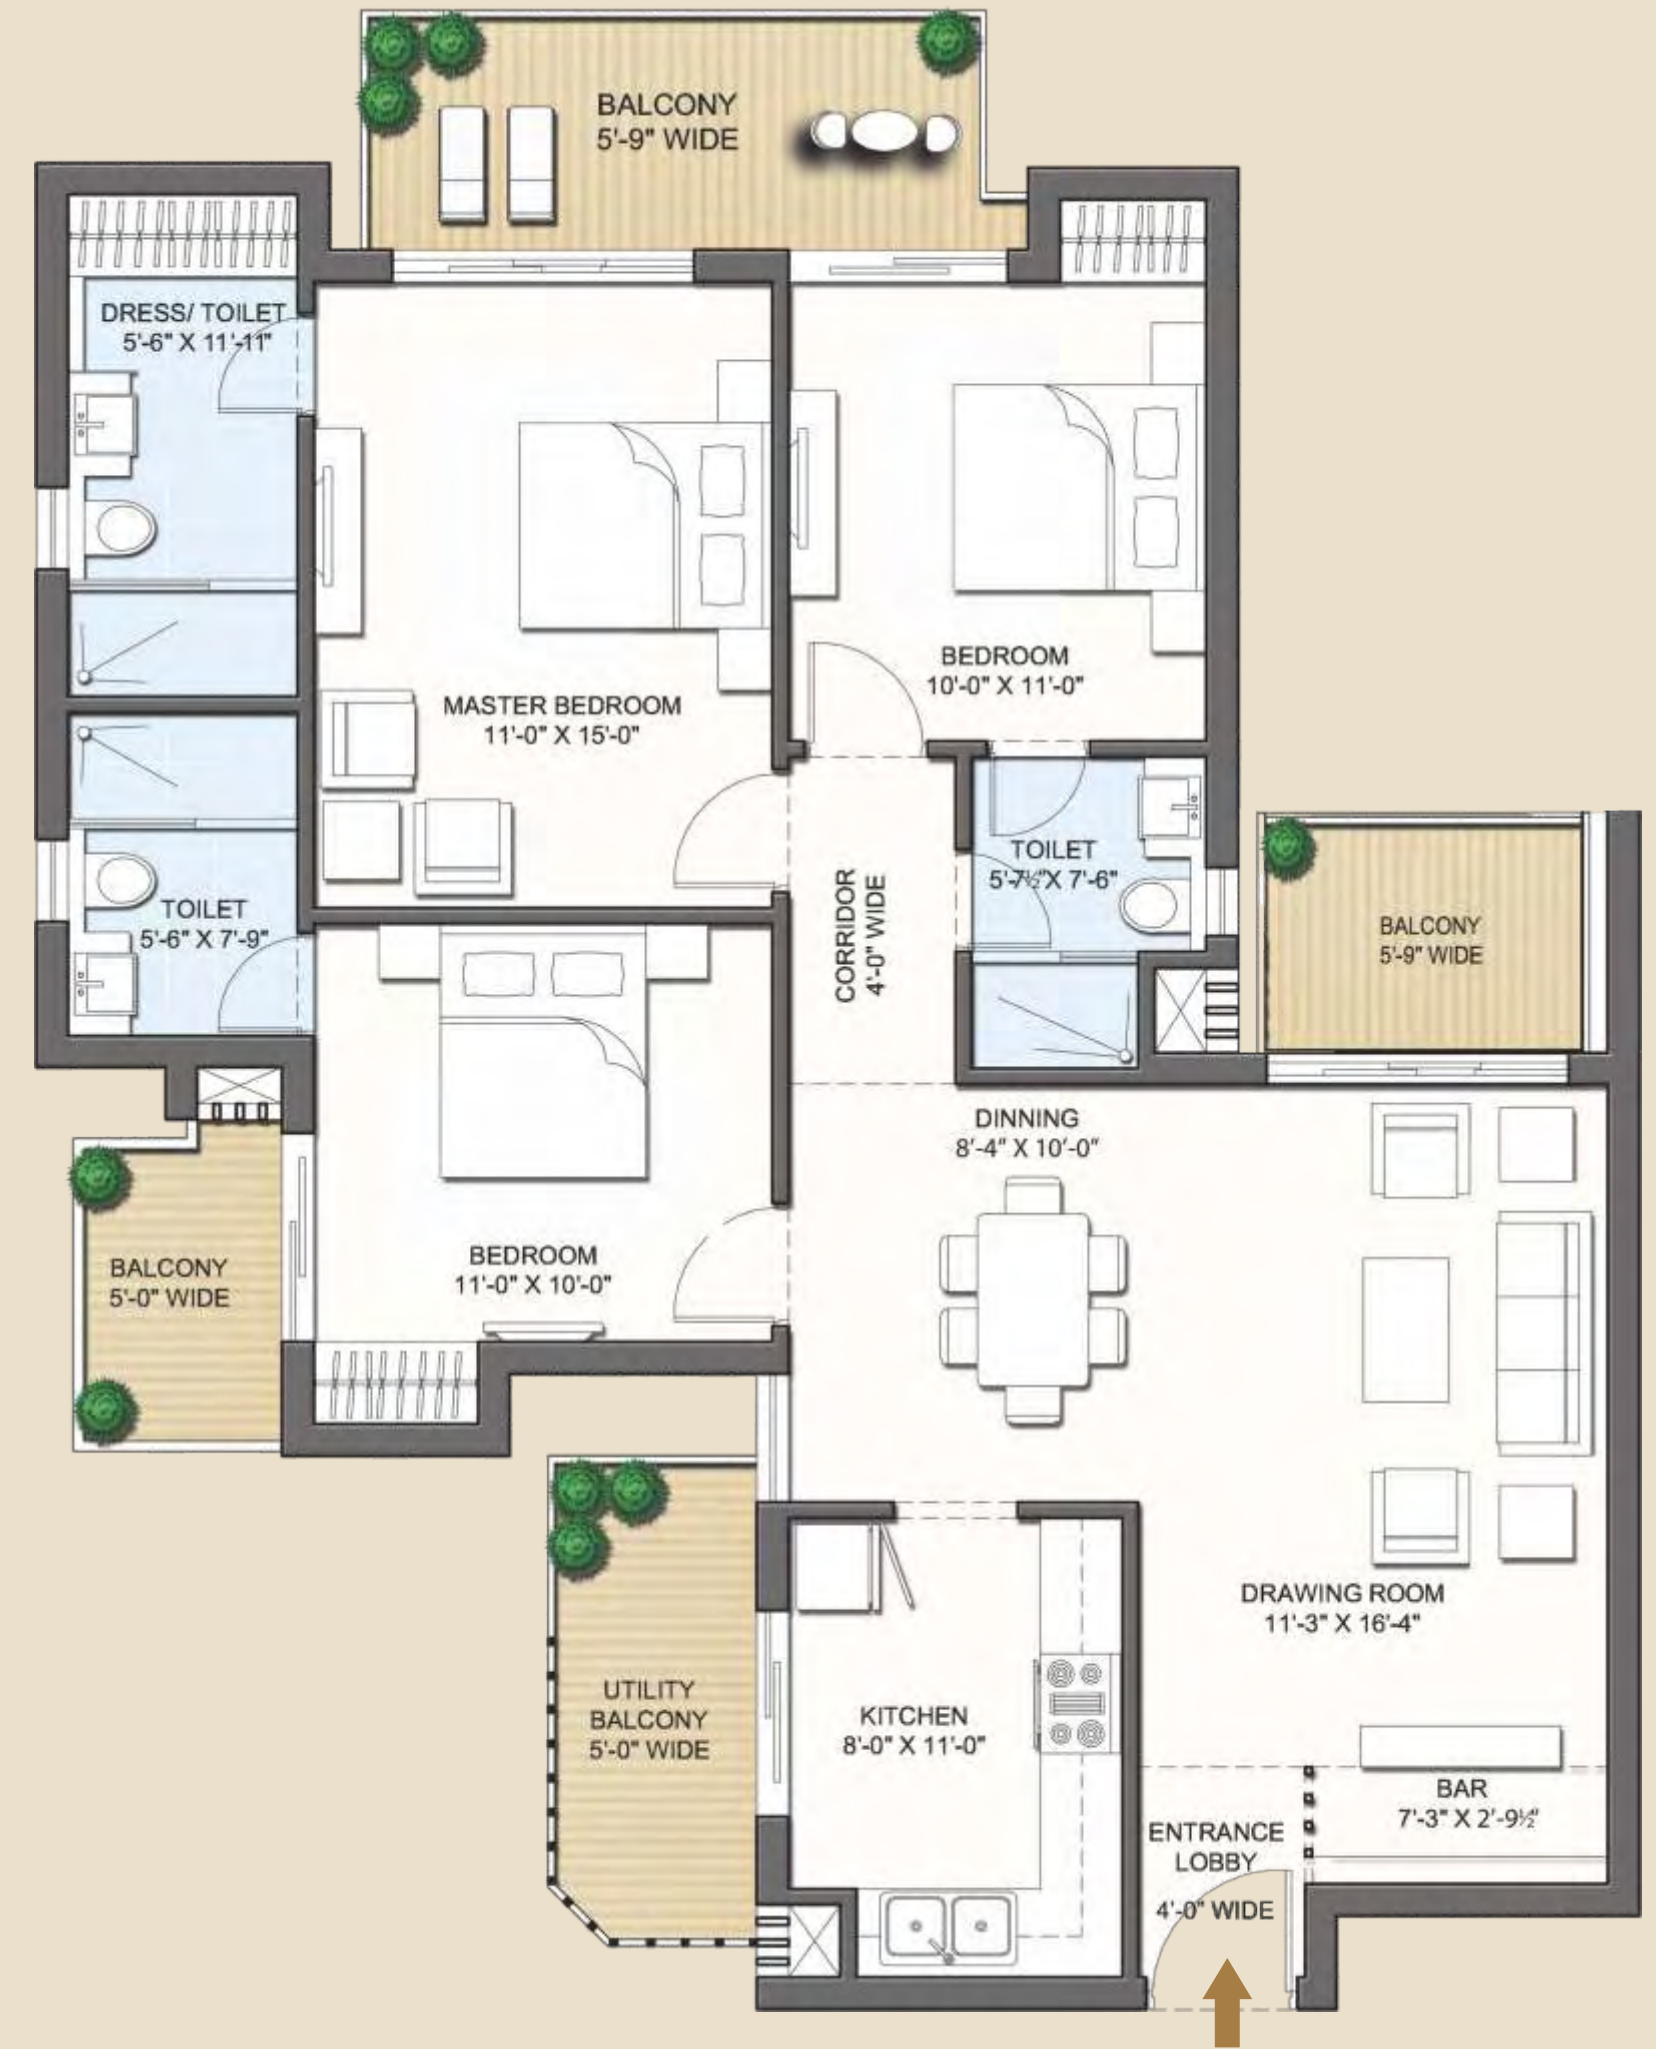 BALCONY
5'-9" WIDE
DRESS/ TOILET
5'-6" X 11'-11"
MASTER BEDROOM
11'-0" X 15'-0"
BEDROOM
10'-0" X 11'-0"
TOILET
5'-7½"X 7'-6"
CORRIDOR
4'-0" WIDE
TOILET
5'-6" X 7'-9"
BALCONY
5'-9" WIDE
DINNING
8'-4" X 10'-0"
BALCONY
5'-0" WIDE
BEDROOM
11'-0" X 10'-0"
DRAWING ROOM
11'-3" X 16'-4"
UTILITY
BALCONY
5'-0" WIDE
KITCHEN
8'-0" X 11'-0"
BAR
7'-3" X 2'-9½"
ENTRANCE
LOBBY
4'-0" WIDE